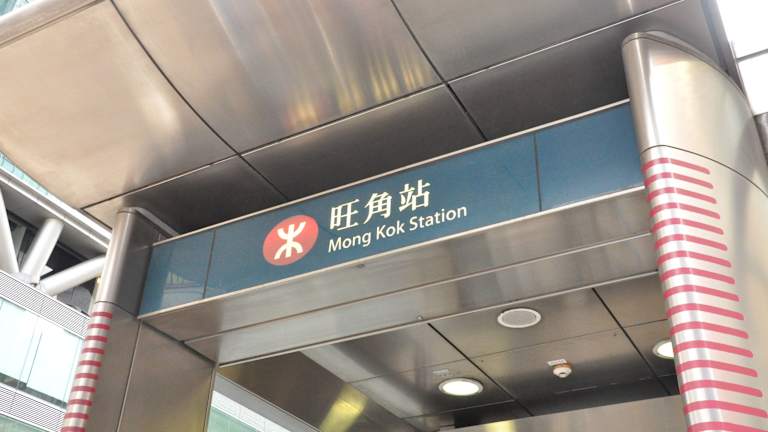 旺角站
Mong Kok Station